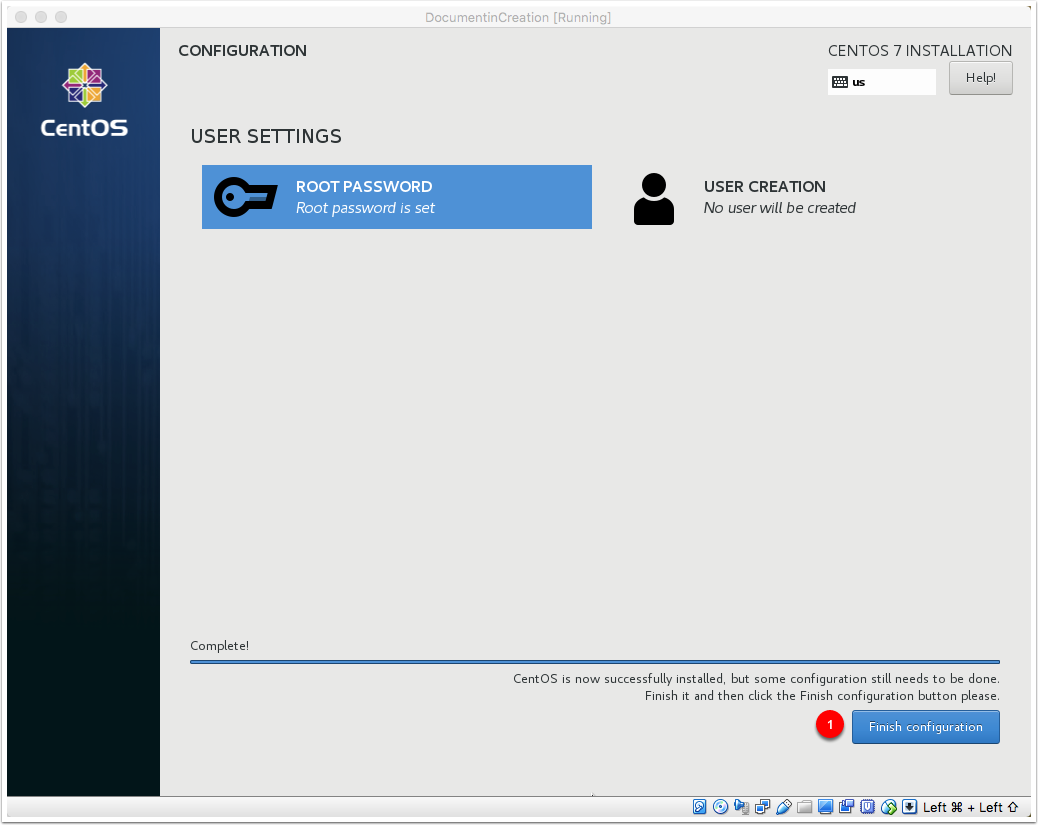 DocumentinCreation [Running]
CentOS
CONFIGURATION
CENTOS 7 INSTALLATION
us
Help!
USER SETTINGS
ROOT PASSWORD
Root password is set
USER CREATION
No user will be created
Complete!
CentOS is now successfully installed, but some configuration still needs to be done.
Finish it and then click the Finish configuration button please.
1
Finish configuration
Left ⌘ + Left ⇧